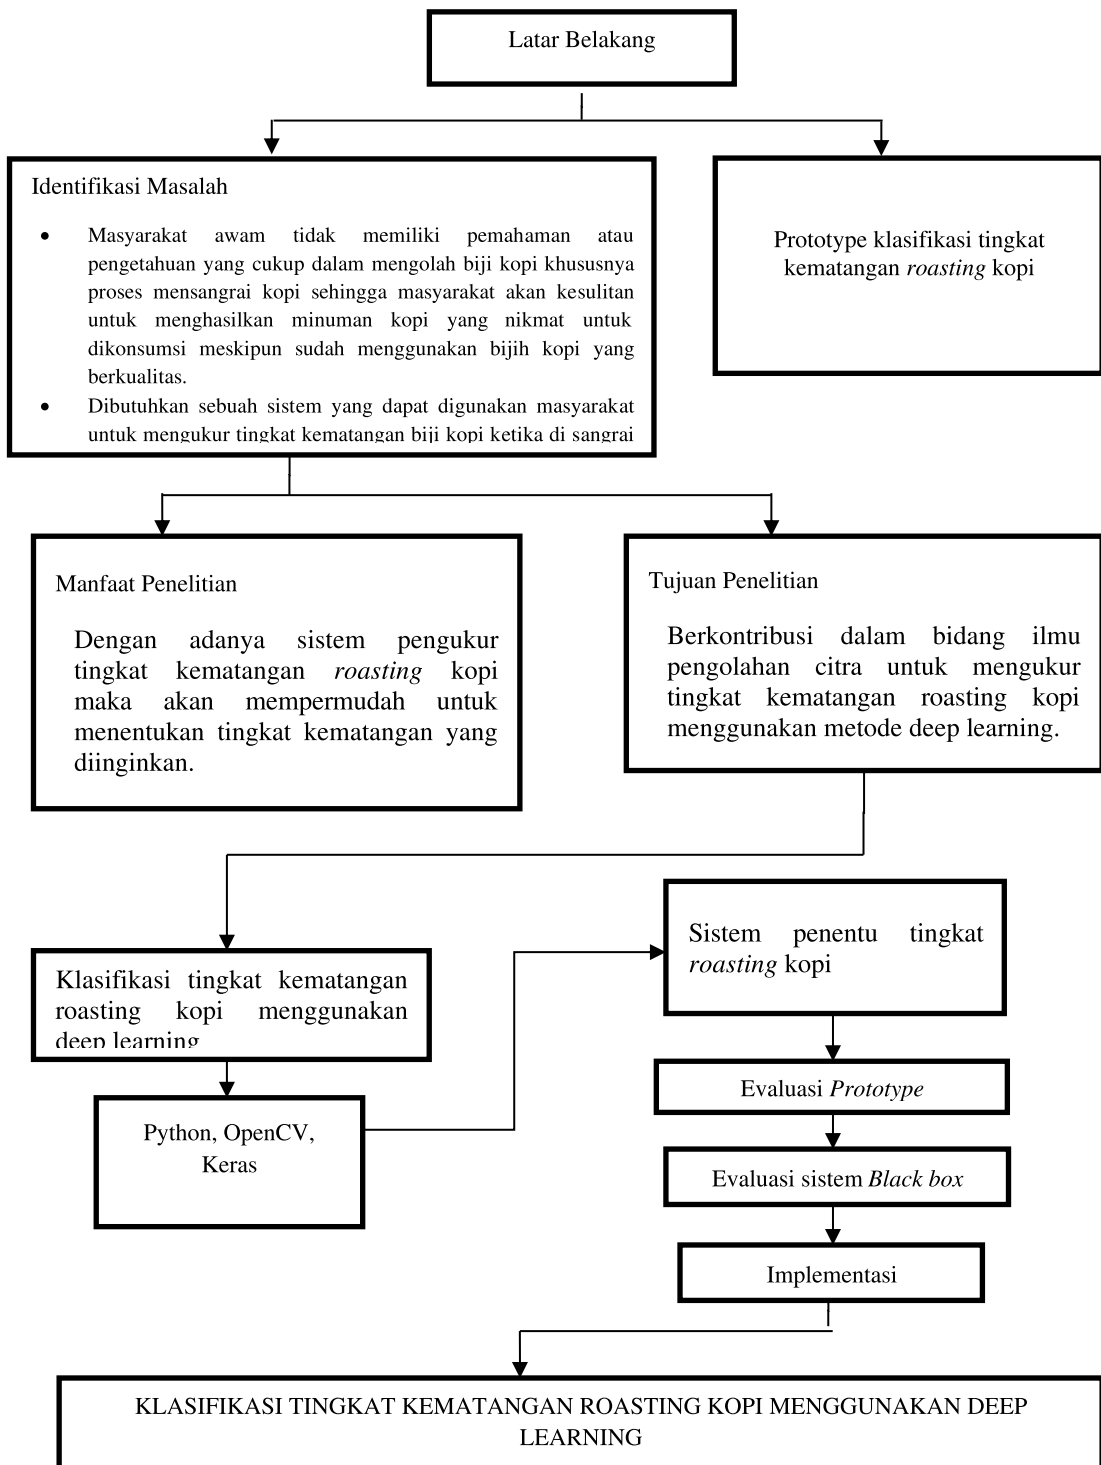 Latar Belakang
Identifikasi Masalah
• Masyarakat awam tidak memiliki pemahaman atau
pengetahuan yang cukup dalam mengolah biji kopi khususnya
proses mensangrai kopi sehingga masyarakat akan kesulitan
untuk menghasilkan minuman kopi yang nikmat untuk
dikonsumsi meskipun sudah menggunakan bijih kopi yang
berkualitas.
• Dibutuhkan sebuah sistem yang dapat digunakan masyarakat
untuk mengukur tingkat kematangan biji kopi ketika di sangrai
Prototype klasifikasi tingkat
kematangan roasting kopi
Manfaat Penelitian
Dengan adanya sistem pengukur
tingkat kematangan roasting kopi
maka akan mempermudah untuk
menentukan tingkat kematangan yang
diinginkan.
Tujuan Penelitian
Berkontribusi dalam bidang ilmu
pengolahan citra untuk mengukur
tingkat kematangan roasting kopi
menggunakan metode deep learning.
Klasifikasi tingkat kematangan
roasting kopi menggunakan
deep learning
Python, OpenCV,
Keras
Sistem penentu tingkat
roasting kopi
Evaluasi Prototype
Evaluasi sistem Black box
Implementasi
KLASIFIKASI TINGKAT KEMATANGAN ROASTING KOPI MENGGUNAKAN DEEP
LEARNING